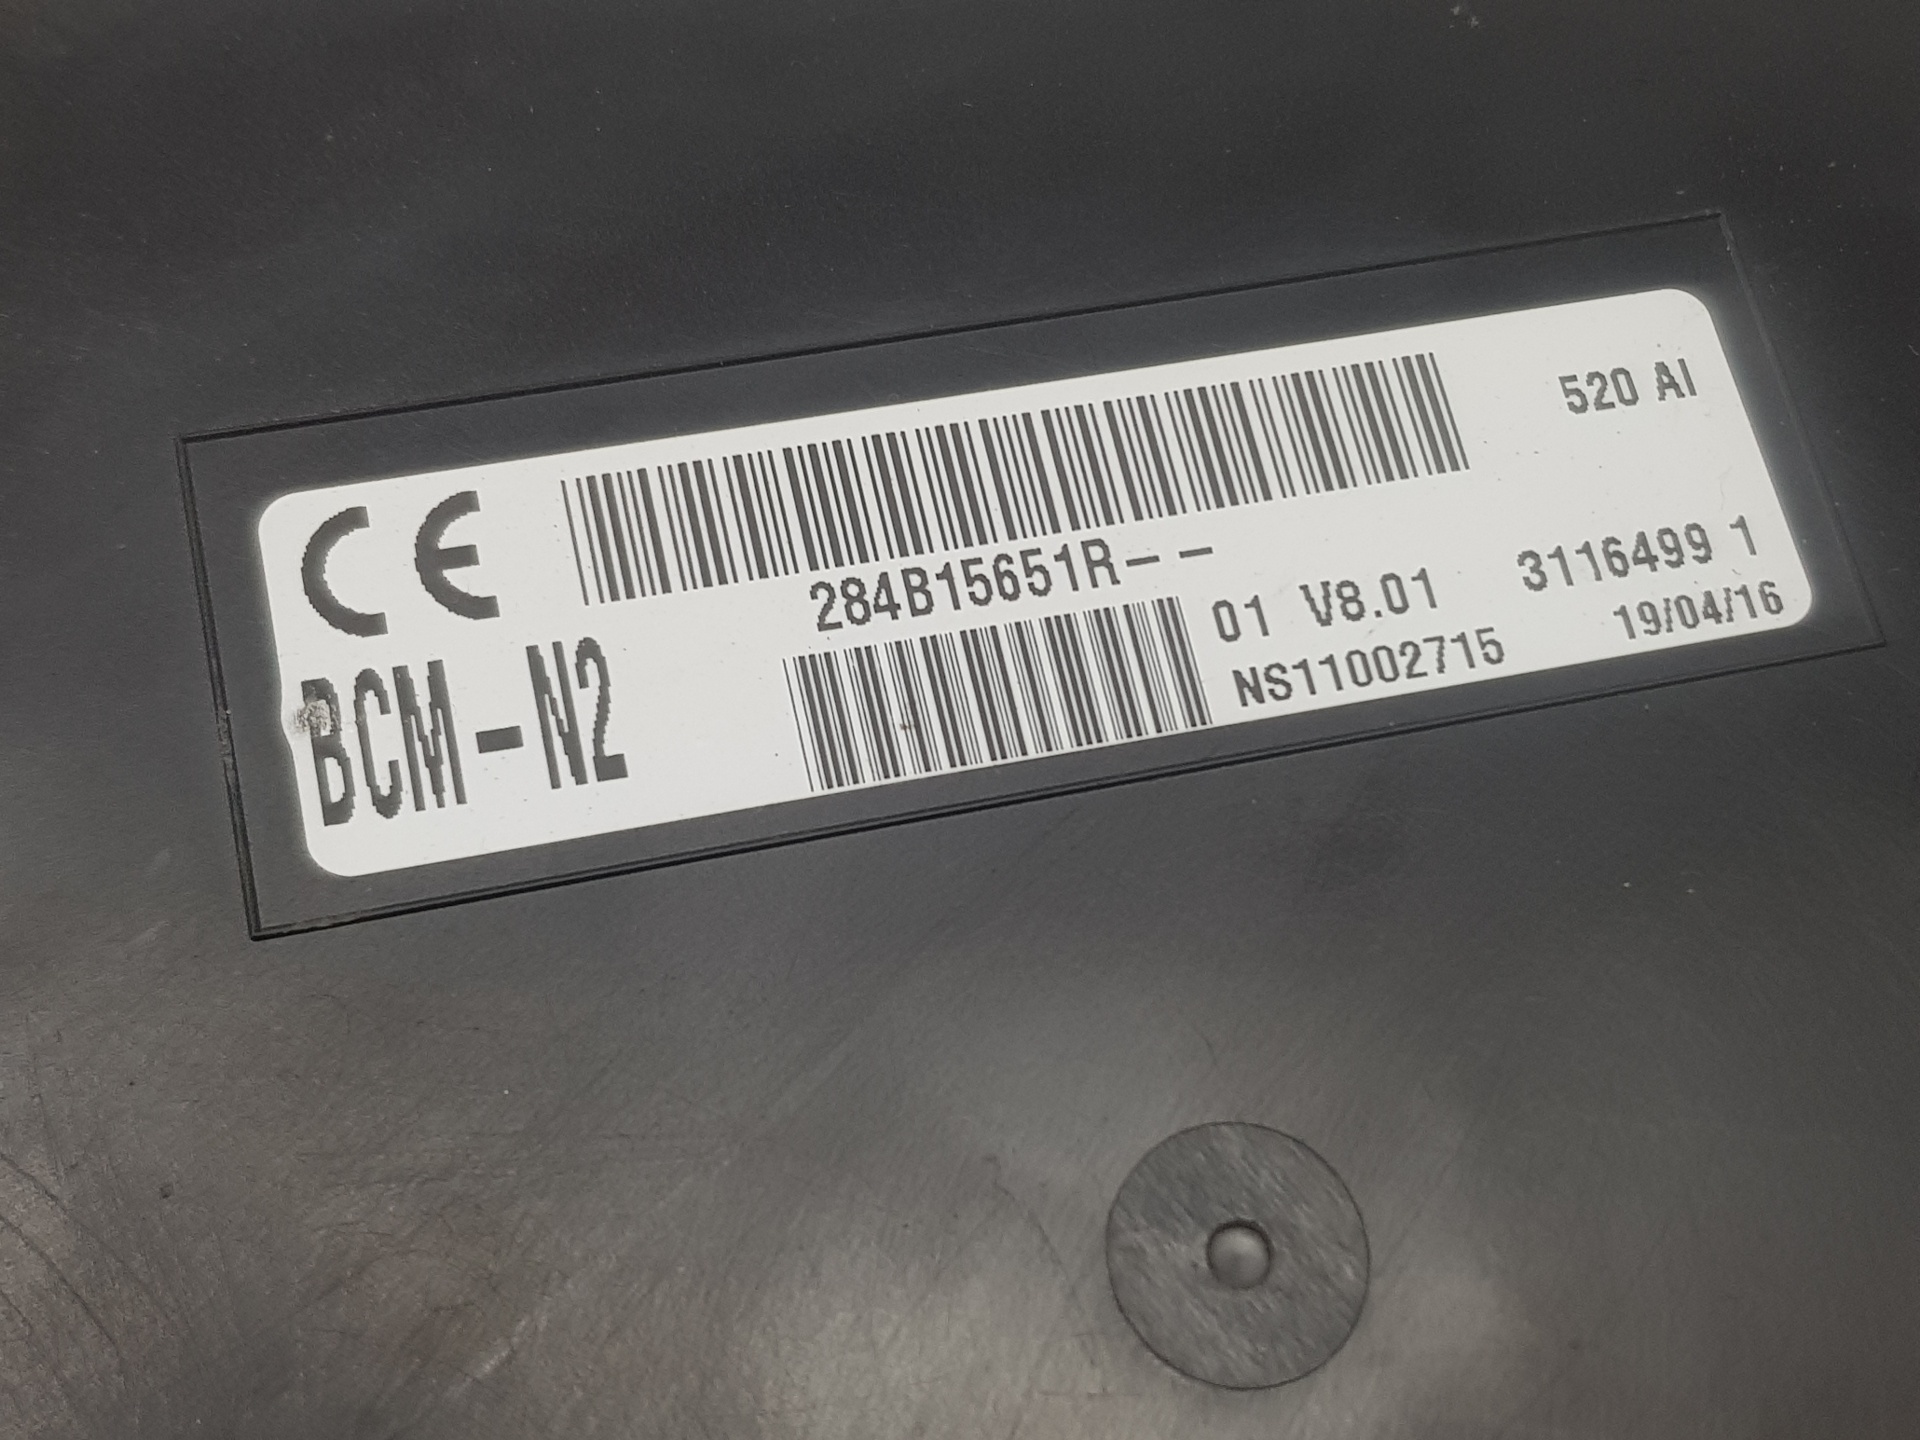 CE
520 AI
284B15651R--
BCM-N2
01 V8.01
3116499 1
NS11002715
19/04/16